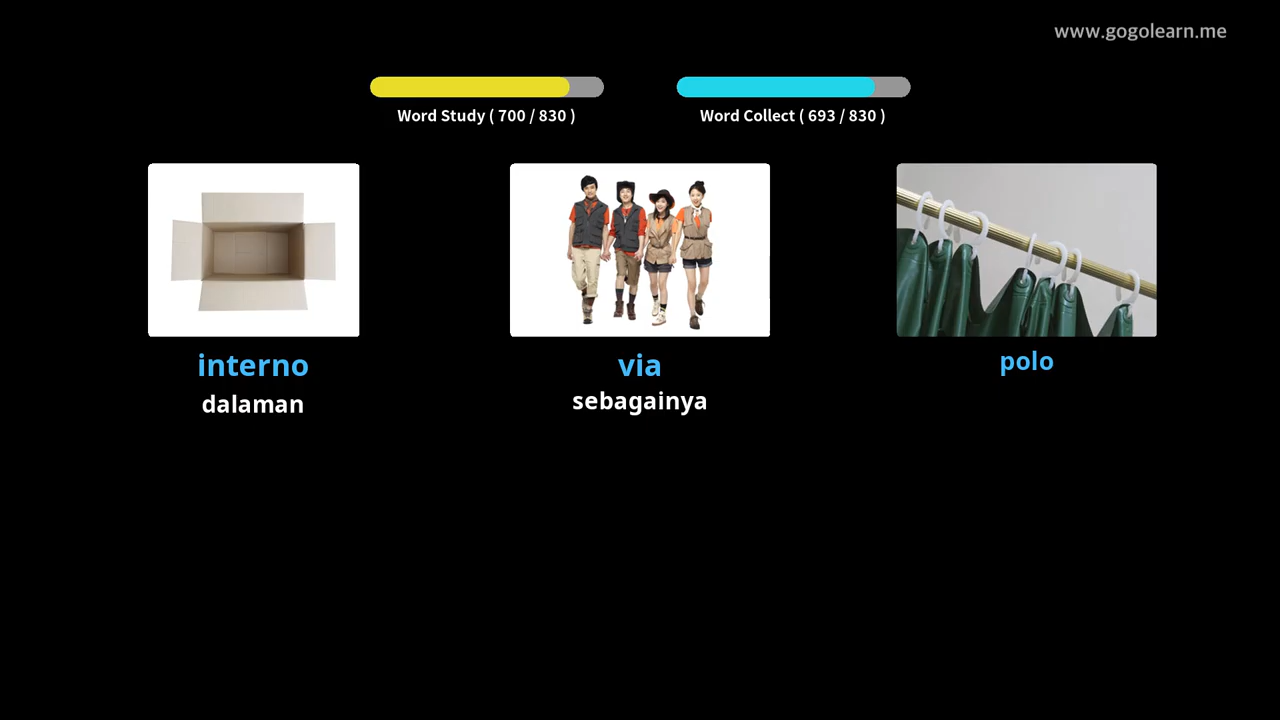 www.gogolearn.me
Word Study ( 700 / 830 )
Word Collect ( 693 / 830 )
interno
dalaman
via
sebagainya
polo